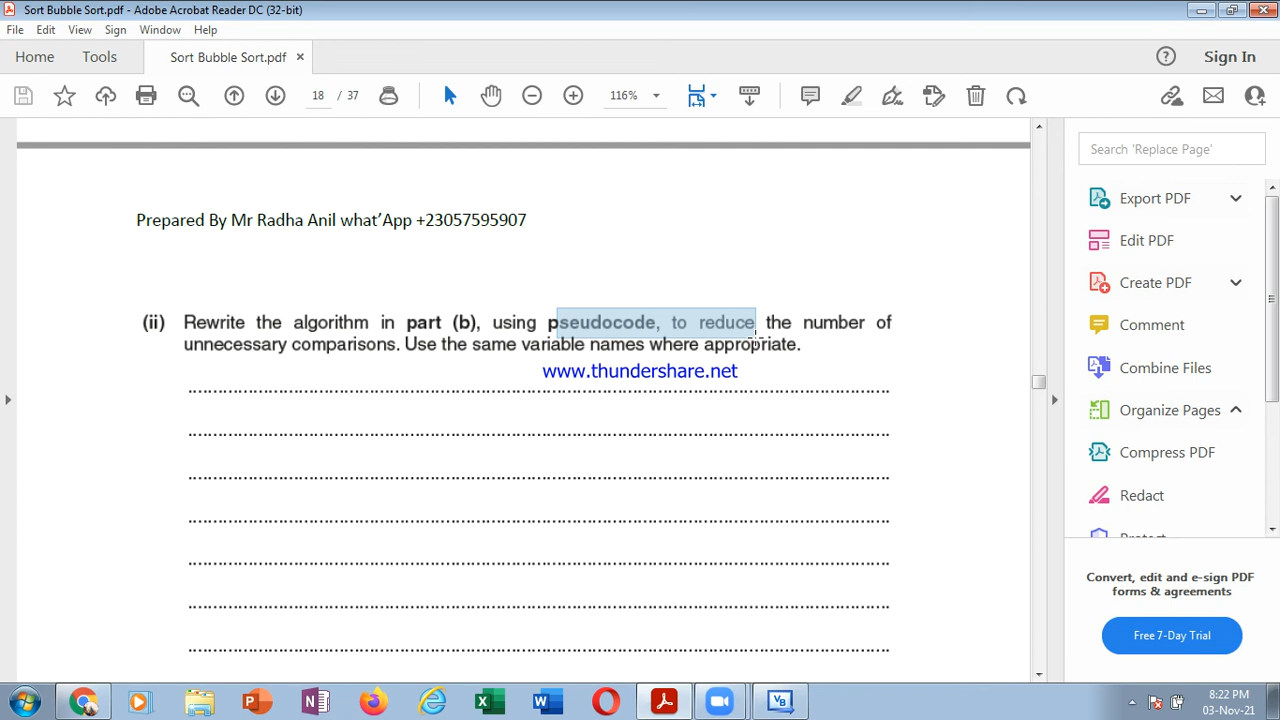 Sort Bubble Sort.pdf - Adobe Acrobat Reader DC (32-bit)
File Edit View Sign Window Help
Home Tools Sort Bubble Sort.pdf × Sign In
18 / 37 116%
Search 'Replace Page'
Export PDF
Edit PDF
Create PDF
Comment
Combine Files
Organize Pages
Compress PDF
Redact
Convert, edit and e-sign PDF
forms & agreements
Free 7-Day Trial
Prepared By Mr Radha Anil what'App +23057595907
(ii) Rewrite the algorithm in part (b), using pseudocode, to reduce the number of
unnecessary comparisons. Use the same variable names where appropriate.
www.thundershare.net
8:22 PM
03-Nov-21